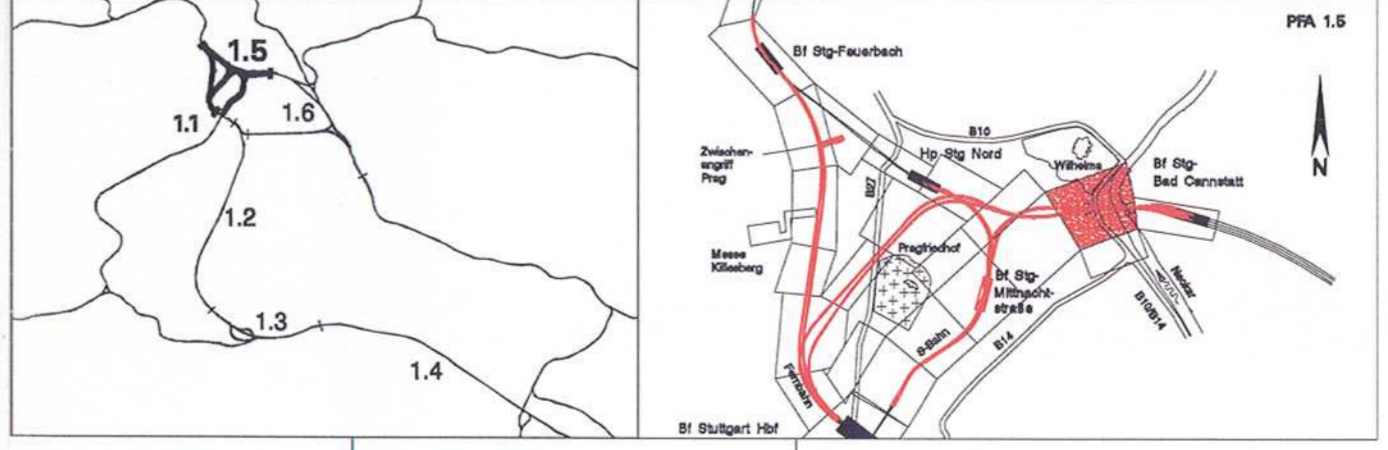 1.5
1.6
1.1
1.2
1.3
1.4
PFA 1.5
Bf Stg-Feuerbach
N
B10
Hp Stg Nord
Wilhelma
Bf Stg-
Bad Cannstatt
Zwischen-
angriff
Prag
B27
Messe
Killesberg
Pragfriedhof
Bf Stg-
Mittnacht-
straße
Neckar
B10/B14
S-Bahn
B14
Fernbahn
Bf Stuttgart Hbf